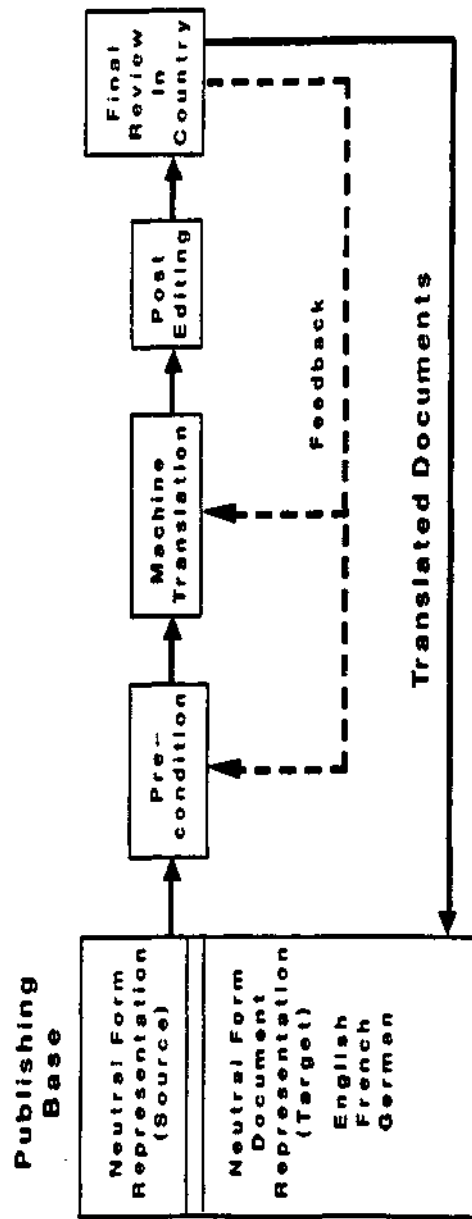 Publishing
Base
Neutral Form
Representation
(Source)
Neutral Form
Document
Representation
(Target)
English
French
German
Pre-
condition
Machine
Translation
Post
Editing
Final
Review
In
Country
Feedback
Translated Documents